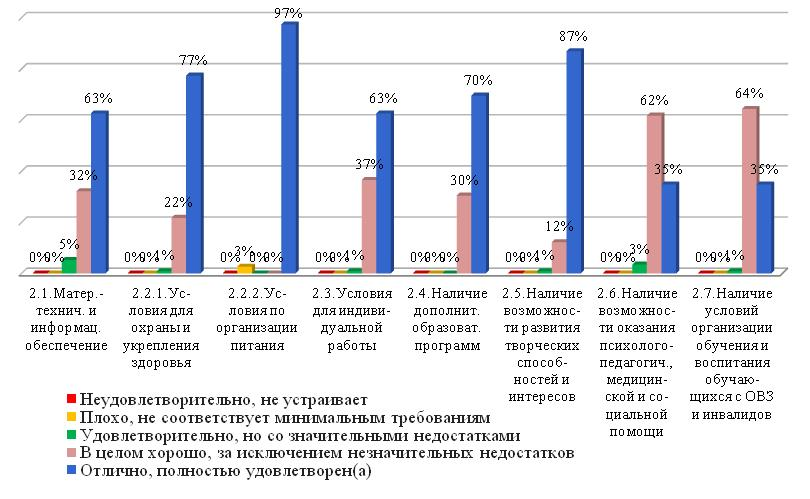 63%
32%
5%
0%
0%
77%
22%
1%
0%
0%
97%
0%
0%
3%
0%
63%
37%
1%
0%
0%
70%
30%
0%
0%
0%
87%
12%
1%
0%
0%
62%
35%
3%
0%
0%
64%
35%
1%
0%
0%
2.1.Матер.-
технич. и
информац.
обеспечение
2.2.1.Ус-
ловия для
охраны и
укрепления
здоровья
2.2.2.Ус-
ловия по
организации
питания
2.3.Условия
для индиви-
дуальной
работы
2.4.Наличие
дополнит.
образоват.
программ
2.5.Наличие
возможнос-
ти развития
творческих
способ-
ностей и
интересов
2.6.Наличие
возможнос-
ти оказания
психолого-
педагогич.,
медицин-
ской и со-
циальной
помощи
2.7.Наличие
условий
организации
обучения и
воспитания
обучаю-
щихся с ОВЗ
и инвалидов
Неудовлетворительно, не устраивает
Плохо, не соответствует минимальным требованиям
Удовлетворительно, но со значительными недостатками
В целом хорошо, за исключением незначительных недостатков
Отлично, полностью удовлетворен(а)